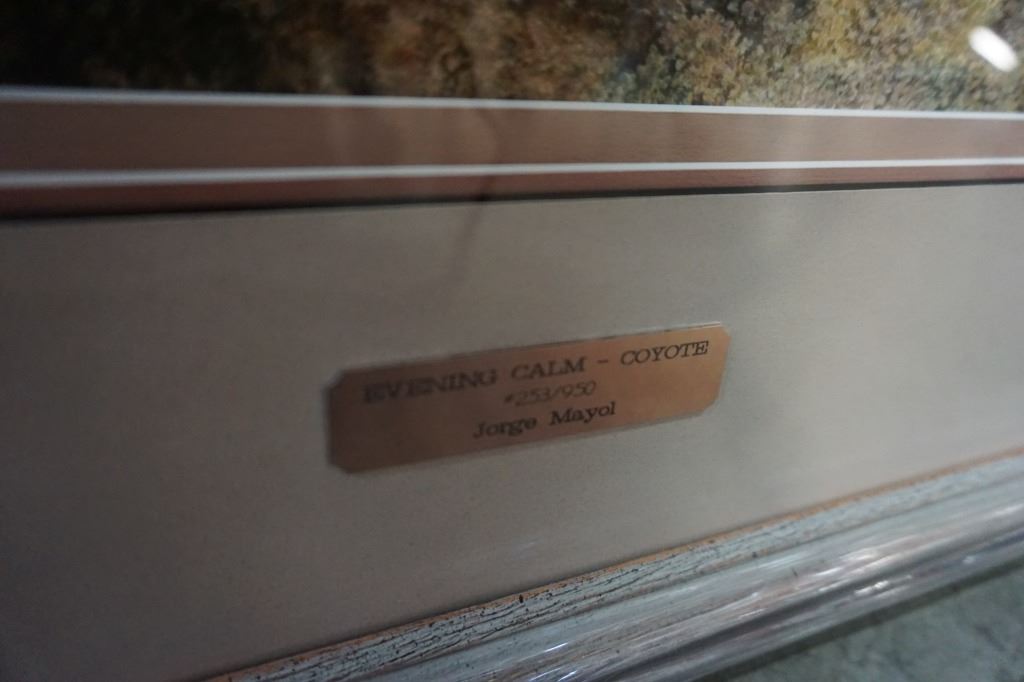 EVENING CALM - COYOTE
#253/950
Jorge Mayol